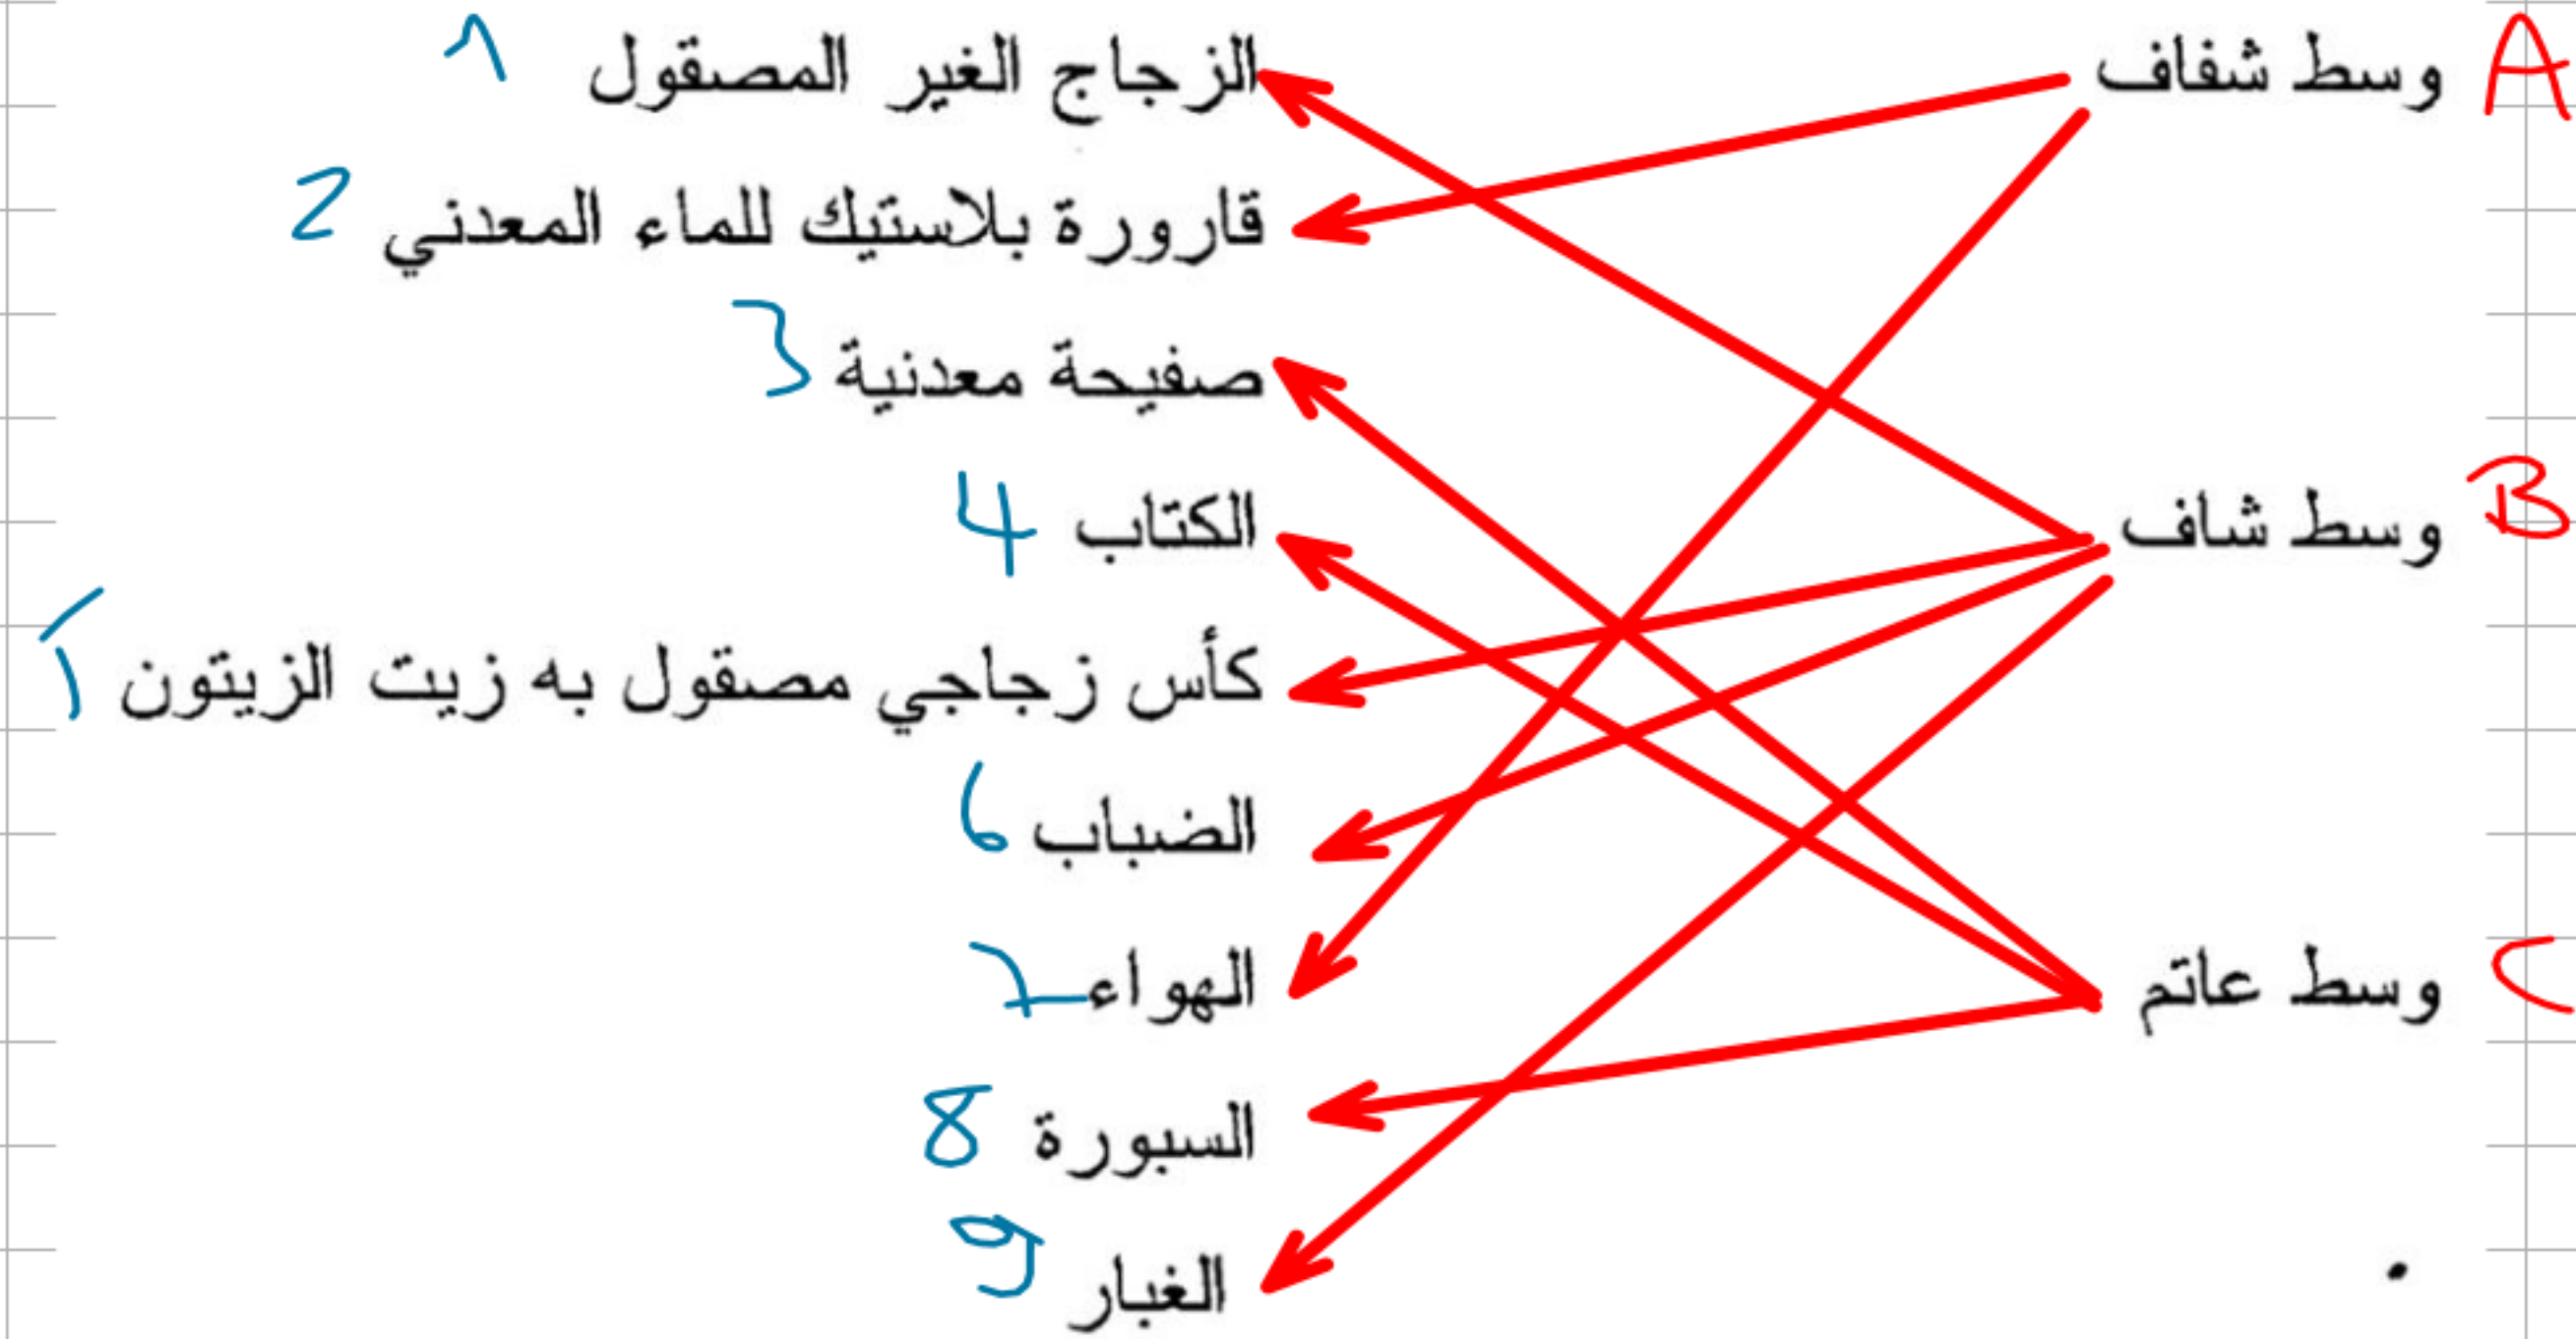 A وسط شفاف
B وسط شاف
C وسط عاتم
الزجاج الغير المصقول 1
قارورة بلاستيك للماء المعدني 2
صفيحة معدنية 3
الكتاب 4
كأس زجاجي مصقول به زيت الزيتون
الضباب 6
الهواء 7
السبورة 8
الغبار 9